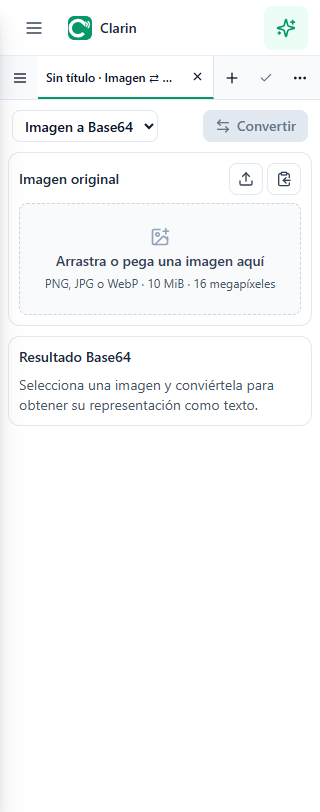 Clarin
Sin título · Imagen ⇄ ...
Imagen a Base64
Convertir
Imagen original
Arrastra o pega una imagen aquí
PNG, JPG o WebP · 10 MiB · 16 megapíxeles
Resultado Base64
Selecciona una imagen y conviértela para
obtener su representación como texto.